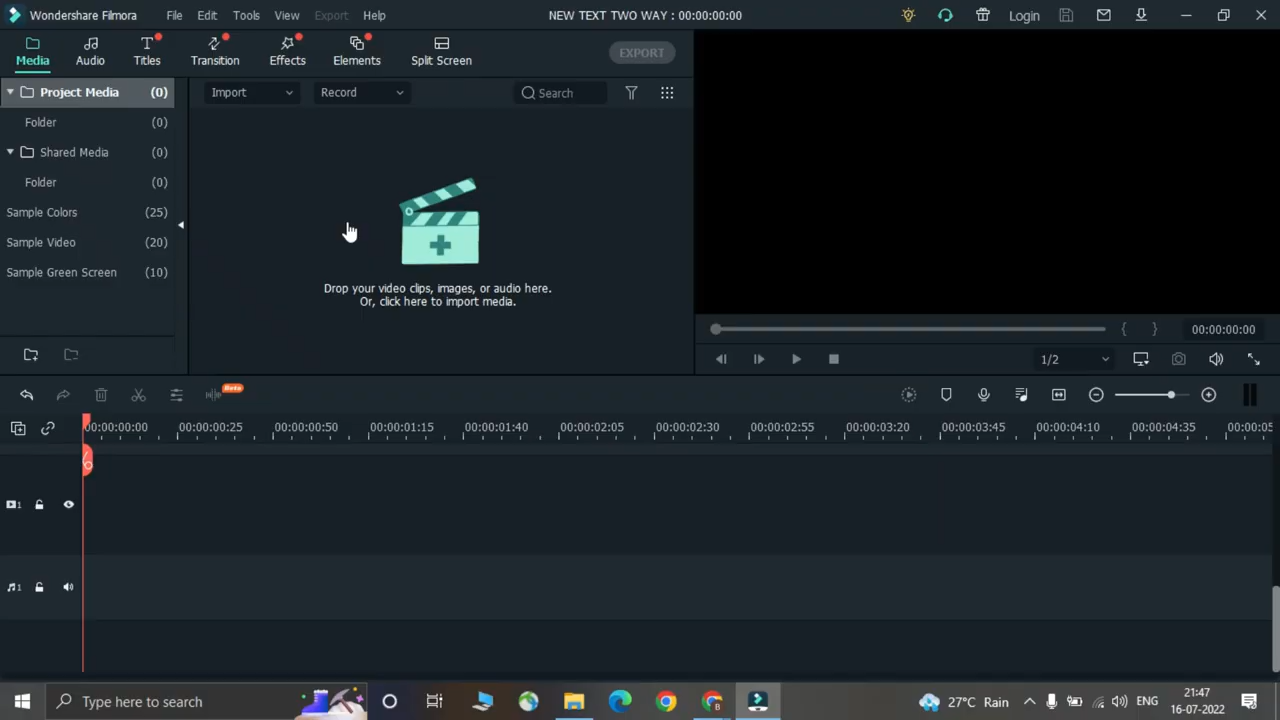 Wondershare Filmora File Edit Tools View Export Help NEW TEXT TWO WAY : 00:00:00:00 Login
Media Audio Titles Transition Effects Elements Split Screen EXPORT
Project Media (0) Import Record Search
Folder (0)
Shared Media (0)
Folder (0)
Sample Colors (25)
Sample Video (20)
Sample Green Screen (10)
Drop your video clips, images, or audio here.
Or, click here to import media.
00:00:00:00
1/2
Beta
00:00:00:00 00:00:00:25 00:00:00:50 00:00:01:15 00:00:01:40 00:00:02:05 00:00:02:30 00:00:02:55 00:00:03:20 00:00:03:45 00:00:04:10 00:00:04:35 00:00:05
1
1
Type here to search 27°C Rain ENG 21:47
16-07-2022